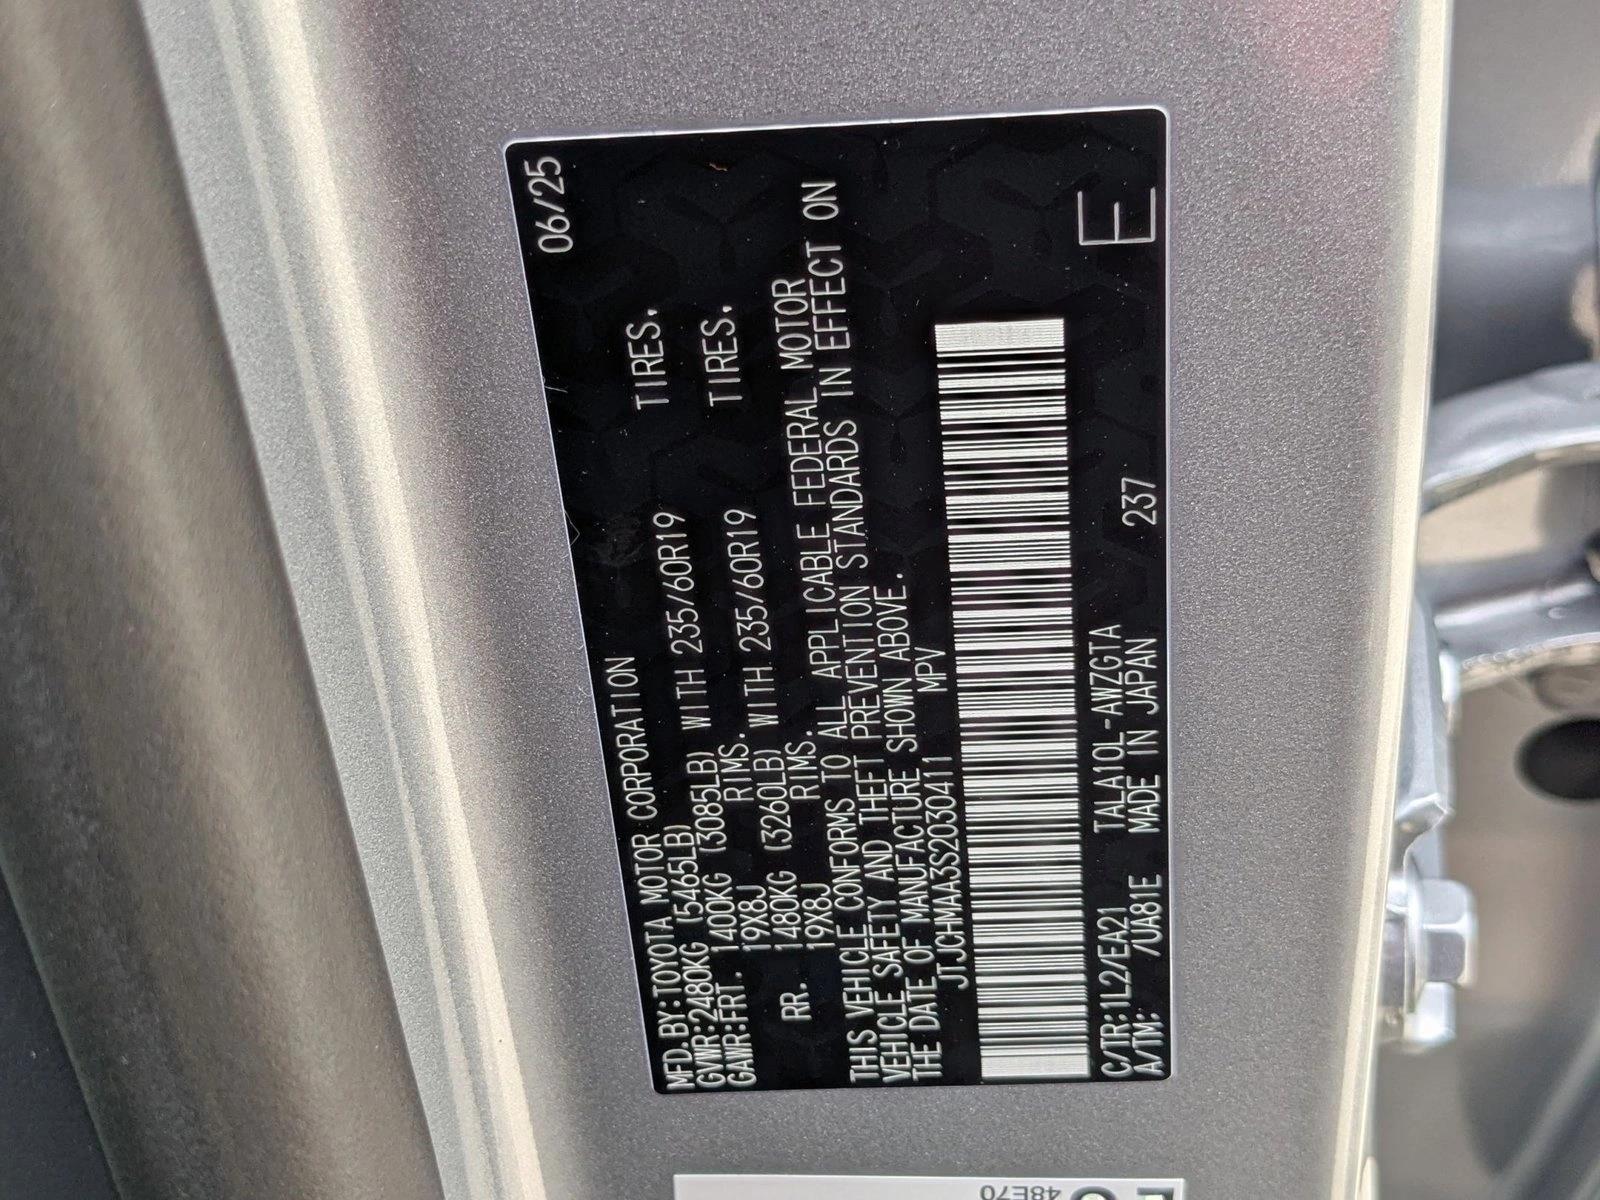 06/25
MFD.BY:TOYOTA MOTOR CORPORATION
GVWR:2480KG (5465LB)
GAWR:FRT. 1400KG (3085LB) WITH 235/60R19 TIRES.
19X8J RIMS.
RR. 1480KG (3260LB) WITH 235/60R19 TIRES.
19X8J RIMS.
THIS VEHICLE CONFORMS TO ALL APPLICABLE FEDERAL MOTOR
VEHICLE SAFETY AND THEFT PREVENTION STANDARDS IN EFFECT ON
THE DATE OF MANUFACTURE SHOWN ABOVE.
JTJCHMAA3S2030411 MPV
C/TR:1L2/EA21 TALA10L-AWZGTA 237
A/TM: /UA81E MADE IN JAPAN
E
48E70